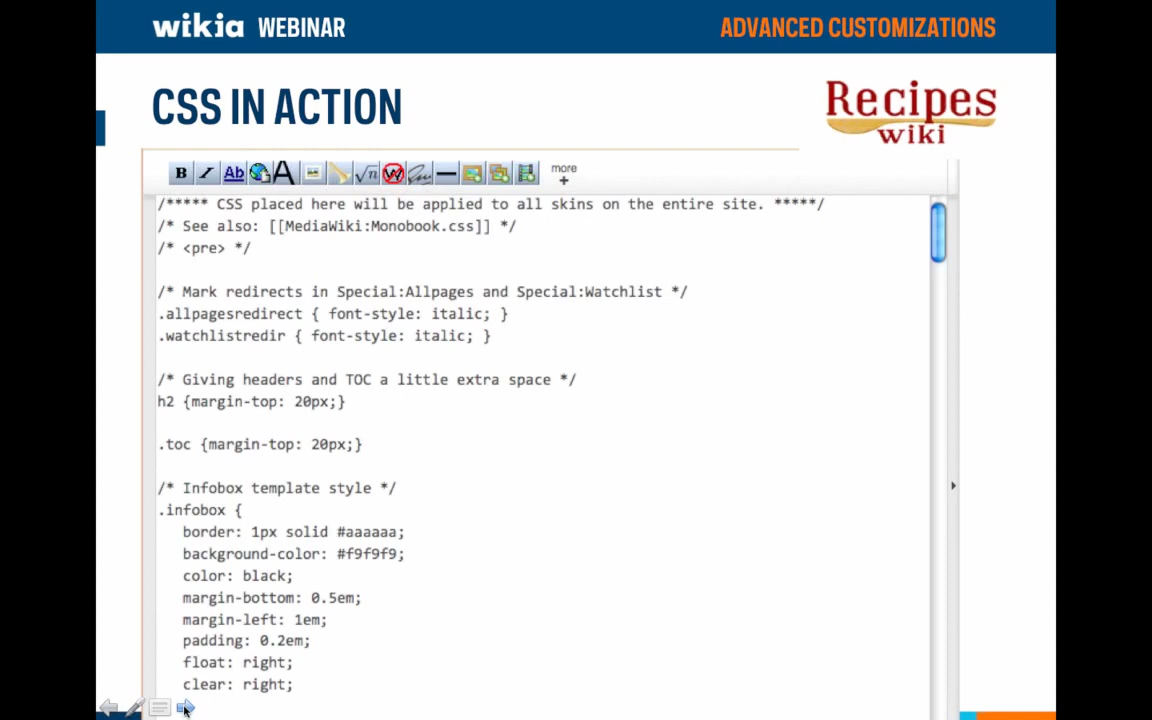 wikia WEBINAR
ADVANCED CUSTOMIZATIONS
CSS IN ACTION
Recipes
wiki
B I Ab A √n W more
+
/***** CSS placed here will be applied to all skins on the entire site. *****/
/* See also: [[MediaWiki:Monobook.css]] */
/* <pre> */
/* Mark redirects in Special:Allpages and Special:Watchlist */
.allpagesredirect { font-style: italic; }
.watchlistredir { font-style: italic; }
/* Giving headers and TOC a little extra space */
h2 {margin-top: 20px;}
.toc {margin-top: 20px;}
/* Infobox template style */
.infobox {
border: 1px solid #aaaaaa;
background-color: #f9f9f9;
color: black;
margin-bottom: 0.5em;
margin-left: 1em;
padding: 0.2em;
float: right;
clear: right;